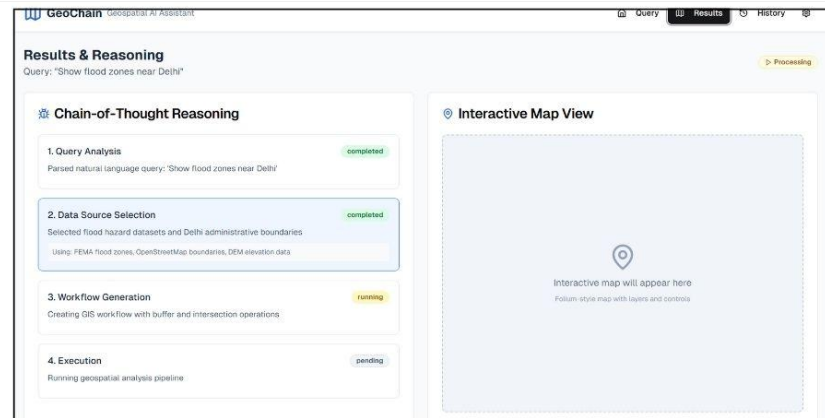 GeoChain Geospatial AI Assistant
Query Results History
Results & Reasoning
Query: "Show flood zones near Delhi"
Processing
Chain-of-Thought Reasoning
1. Query Analysis completed
Parsed natural language query: 'Show flood zones near Delhi'
2. Data Source Selection completed
Selected flood hazard datasets and Delhi administrative boundaries
Using: FEMA flood zones, OpenStreetMap boundaries, DEM elevation data
3. Workflow Generation running
Creating GIS workflow with buffer and intersection operations
4. Execution pending
Running geospatial analysis pipeline
Interactive Map View
Interactive map will appear here
Folium-style map with layers and controls